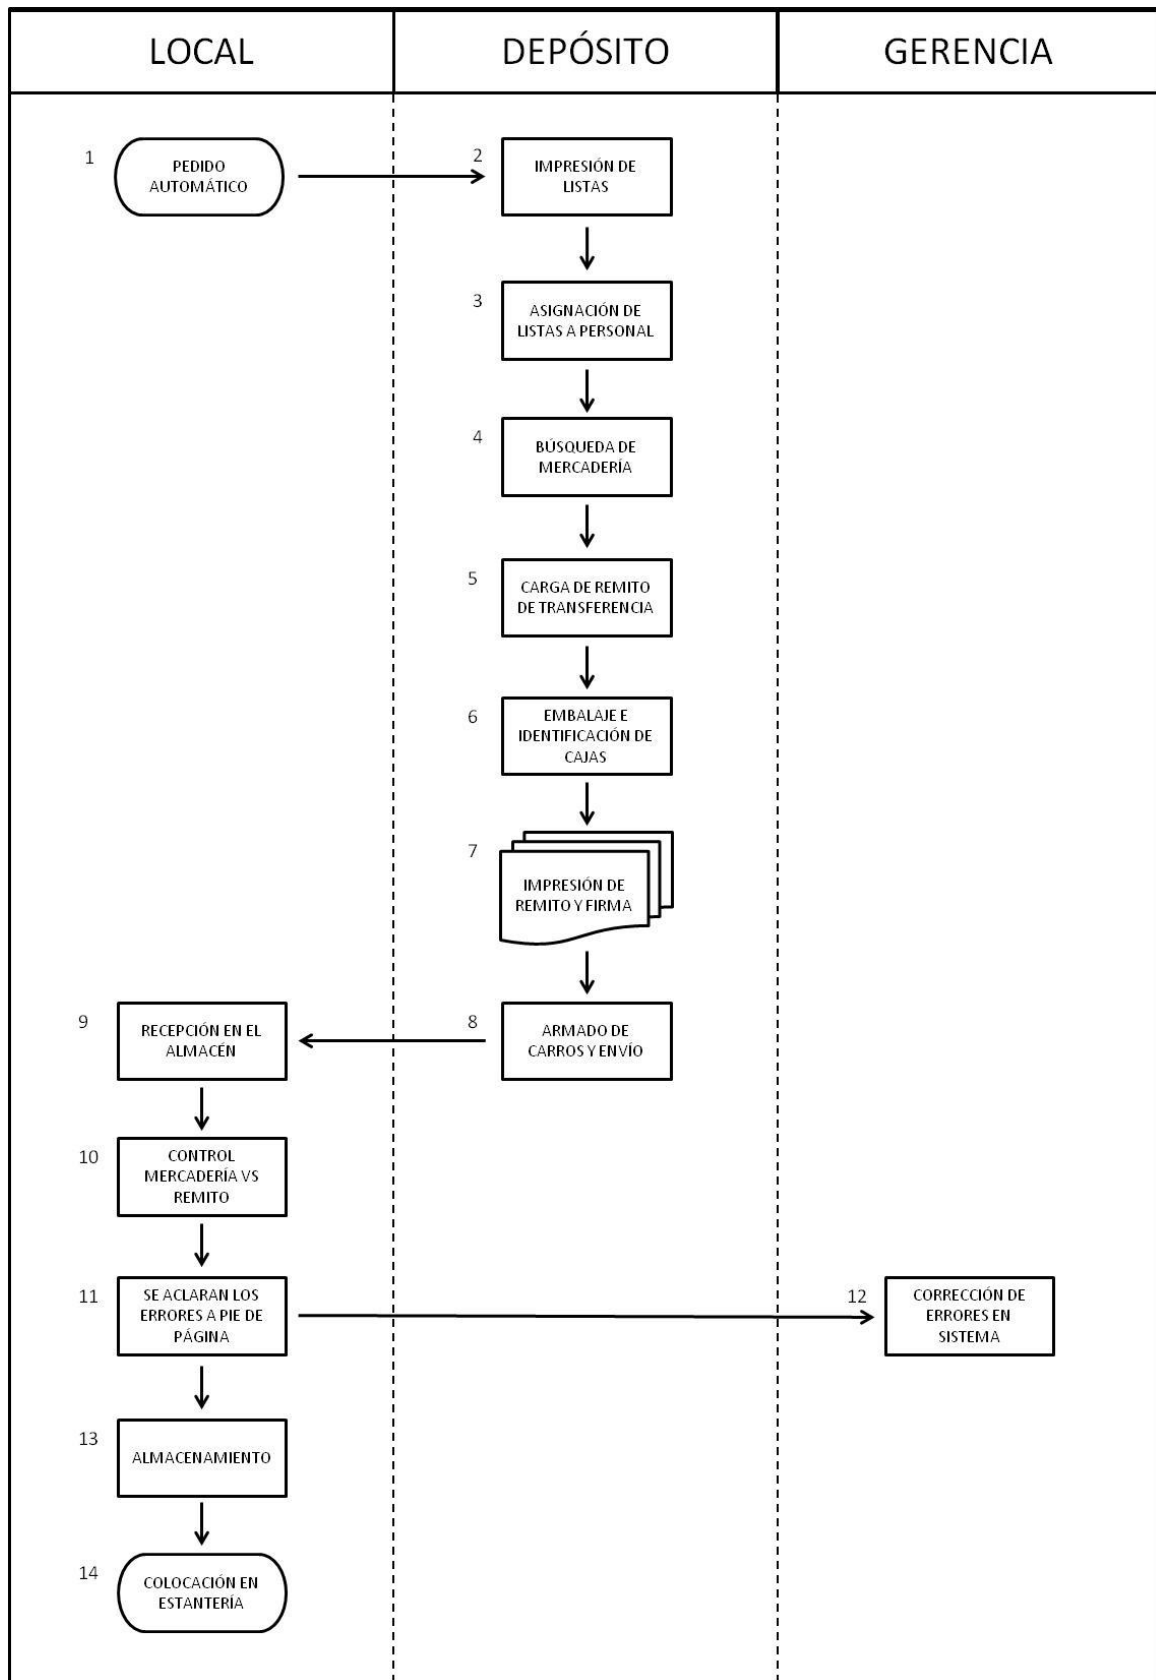 LOCAL
DEPÓSITO
GERENCIA
1
PEDIDO
AUTOMÁTICO
2
IMPRESIÓN DE
LISTAS
3
ASIGNACIÓN DE
LISTAS A PERSONAL
4
BÚSQUEDA DE
MERCADERÍA
5
CARGA DE REMITO
DE TRANSFERENCIA
6
EMBALAJE E
IDENTIFICACIÓN DE
CAJAS
7
IMPRESIÓN DE
REMITO Y FIRMA
8
ARMADO DE
CARROS Y ENVÍO
9
RECEPCIÓN EN EL
ALMACÉN
10
CONTROL
MERCADERÍA VS
REMITO
11
SE ACLARAN LOS
ERRORES A PIE DE
PÁGINA
12
CORRECCIÓN DE
ERRORES EN
SISTEMA
13
ALMACENAMIENTO
14
COLOCACIÓN EN
ESTANTERÍA